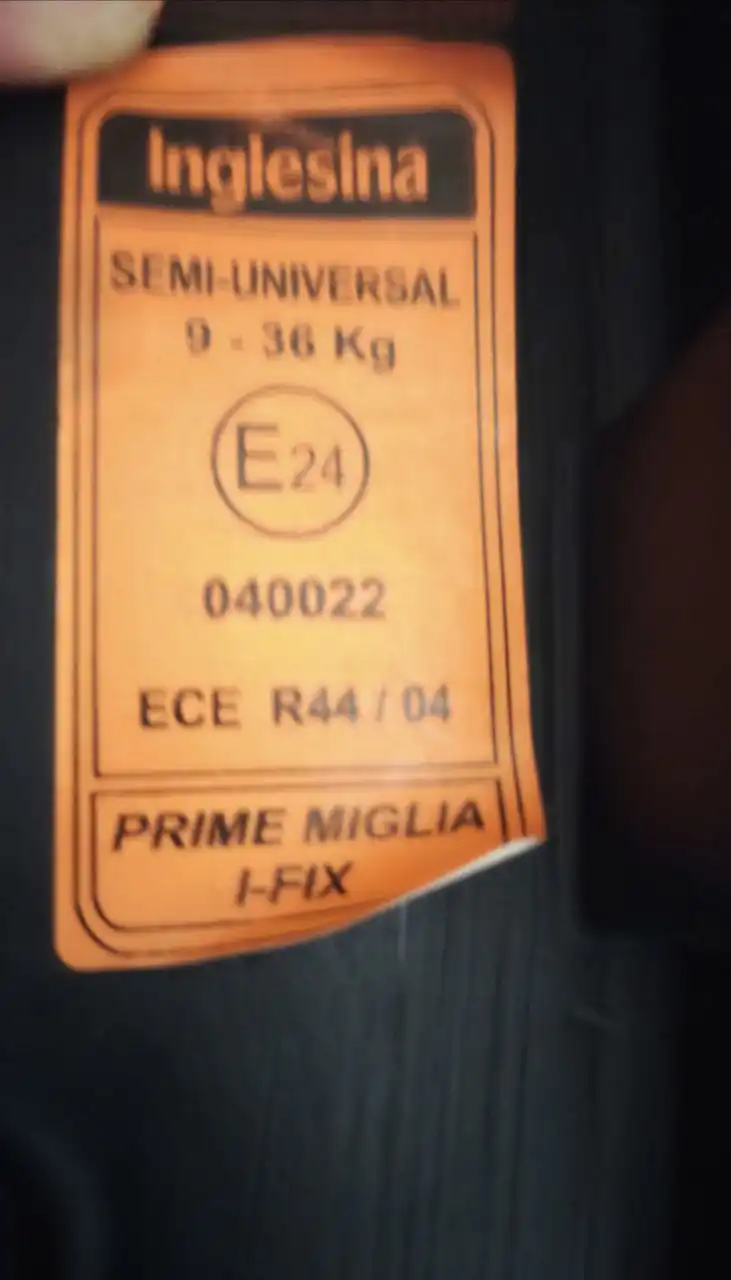 Inglesina
SEMI-UNIVERSAL
9 - 36 Kg
E24
040022
ECE R44 / 04
PRIME MIGLIA
I-FIX